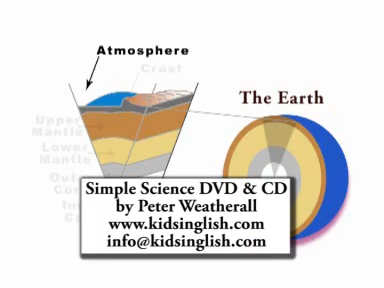 Atmosphere
Crust
The Earth
Upper
Mantle
Lower
Mantle
Simple Science DVD & CD
by Peter Weatherall
www.kidsinglish.com
info@kidsinglish.com